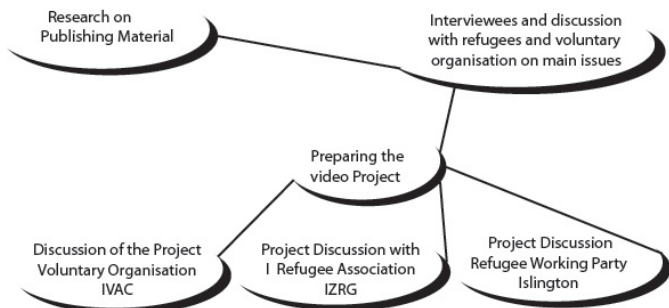 Research on
Publishing Material
Interviewees and discussion
with refugees and voluntary
organisation on main issues
Preparing the
video Project
Discussion of the Project
Voluntary Organisation
IVAC
Project Discussion with
I Refugee Association
IZRG
Project Discussion
Refugee Working Party
Islington